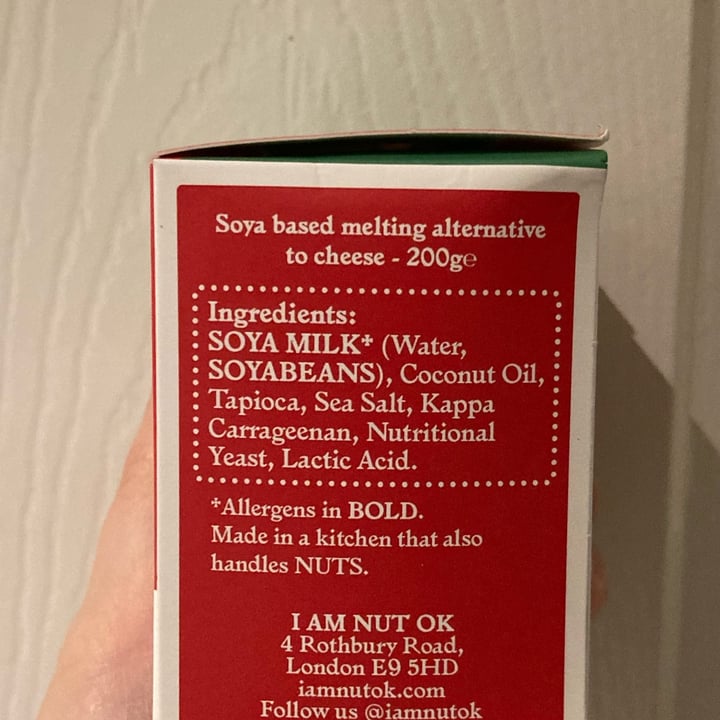 Soya based melting alternative
to cheese - 200g℮
Ingredients:
SOYA MILK* (Water,
SOYABEANS), Coconut Oil,
Tapioca, Sea Salt, Kappa
Carrageenan, Nutritional
Yeast, Lactic Acid.
*Allergens in BOLD.
Made in a kitchen that also
handles NUTS.
I AM NUT OK
4 Rothbury Road,
London E9 5HD
iamnutok.com
Follow us @iamnutok